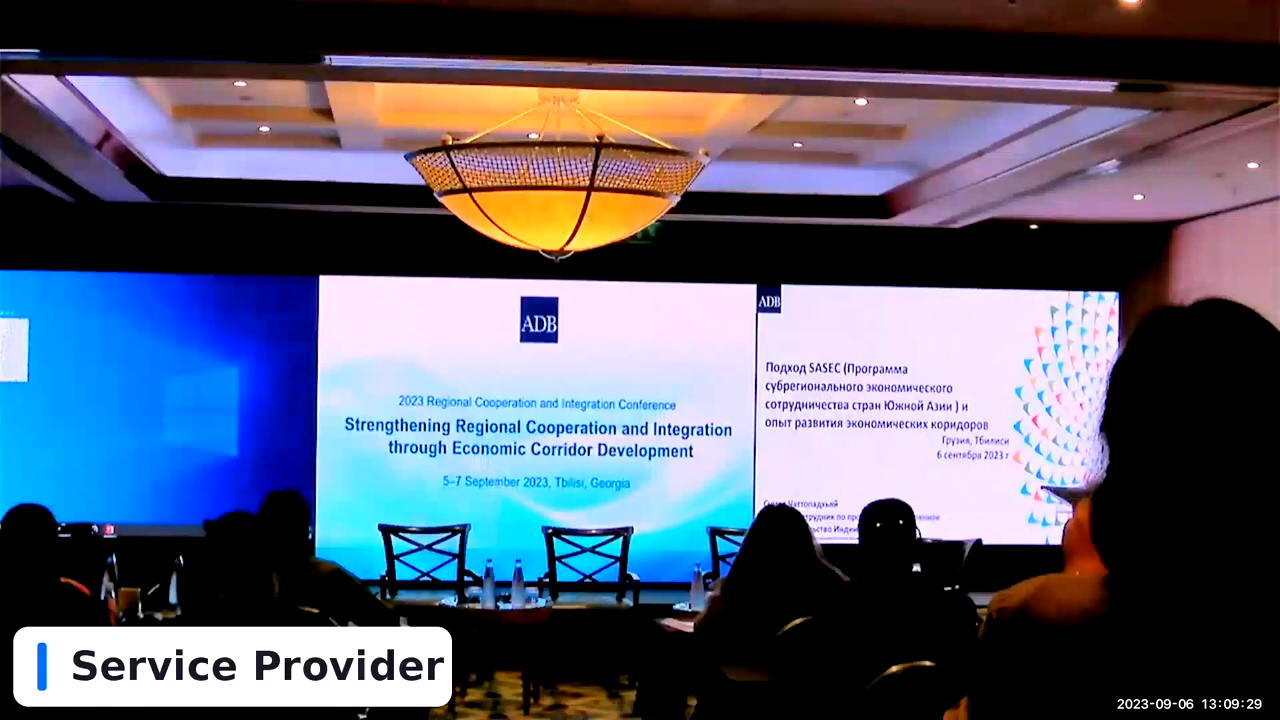 ADB
2023 Regional Cooperation and Integration Conference
Strengthening Regional Cooperation and Integration
through Economic Corridor Development
5–7 September 2023, Tbilisi, Georgia
ADB
Подход SASEC (Программа
субрегионального экономического
сотрудничества стран Южной Азии ) и
опыт развития экономических коридоров
Грузия, Тбилиси
6 сентября 2023 г
Service Provider
2023-09-06 13:09:29